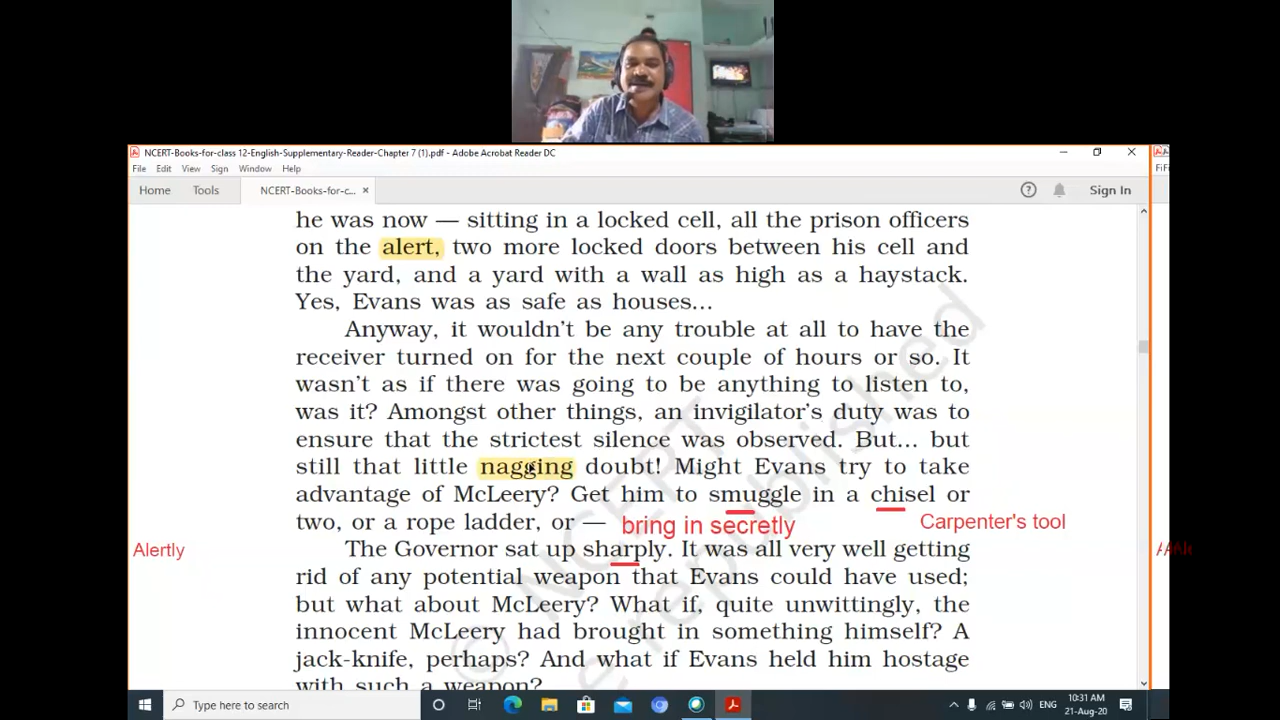 NCERT-Books-for-class 12-English-Supplementary-Reader-Chapter 7 (1).pdf - Adobe Acrobat Reader DC
File Edit View Sign Window Help
Home Tools NCERT-Books-for-c... × Sign In
he was now — sitting in a locked cell, all the prison officers
on the alert, two more locked doors between his cell and
the yard, and a yard with a wall as high as a haystack.
Yes, Evans was as safe as houses...
Anyway, it wouldn't be any trouble at all to have the
receiver turned on for the next couple of hours or so. It
wasn't as if there was going to be anything to listen to,
was it? Amongst other things, an invigilator's duty was to
ensure that the strictest silence was observed. But... but
still that little nagging doubt! Might Evans try to take
advantage of McLeery? Get him to smuggle in a chisel or
two, or a rope ladder, or —
bring in secretly
Carpenter's tool
Alertly
The Governor sat up sharply. It was all very well getting
rid of any potential weapon that Evans could have used;
but what about McLeery? What if, quite unwittingly, the
innocent McLeery had brought in something himself? A
jack-knife, perhaps? And what if Evans held him hostage
with such a weapon?
© NCERT
republished
Type here to search
ENG
10:31 AM
21-Aug-20